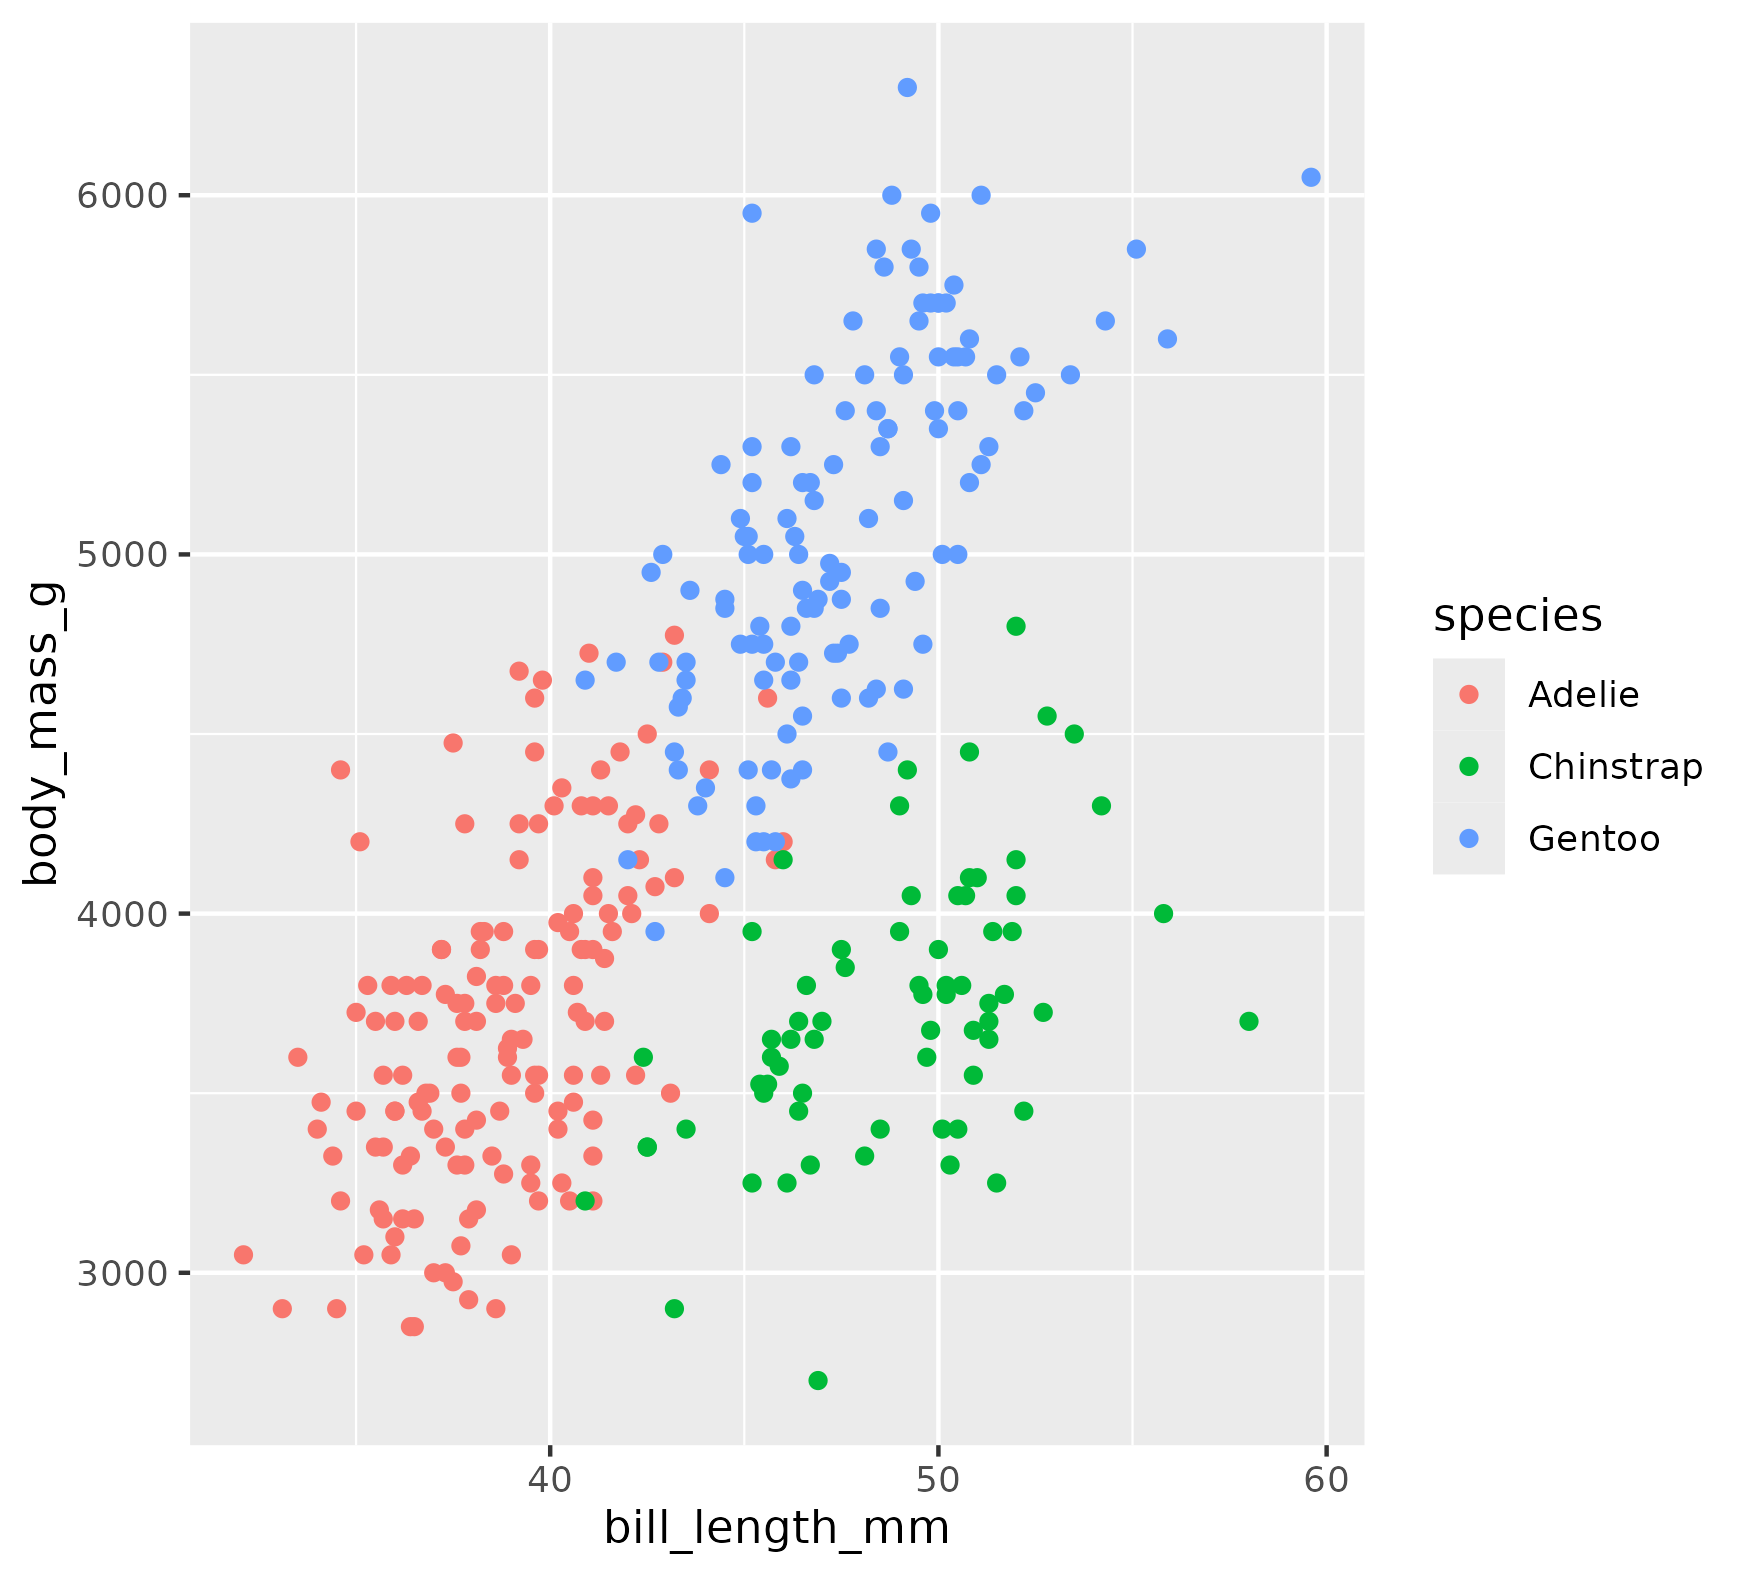 6000
5000
4000
3000
body_mass_g
40
50
60
bill_length_mm
species
Adelie
Chinstrap
Gentoo